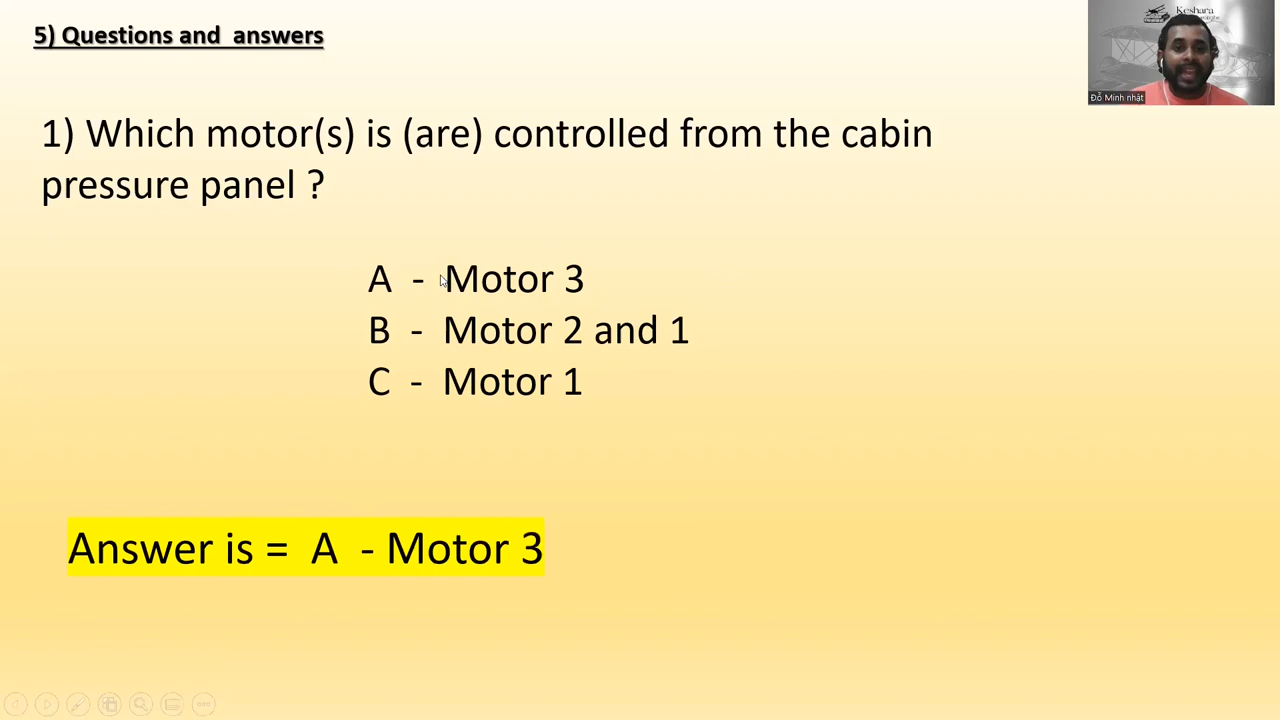 5) Questions and answers
Keshara
Đỗ Minh nhật
1) Which motor(s) is (are) controlled from the cabin
pressure panel ?
A - Motor 3
B - Motor 2 and 1
C - Motor 1
Answer is = A - Motor 3